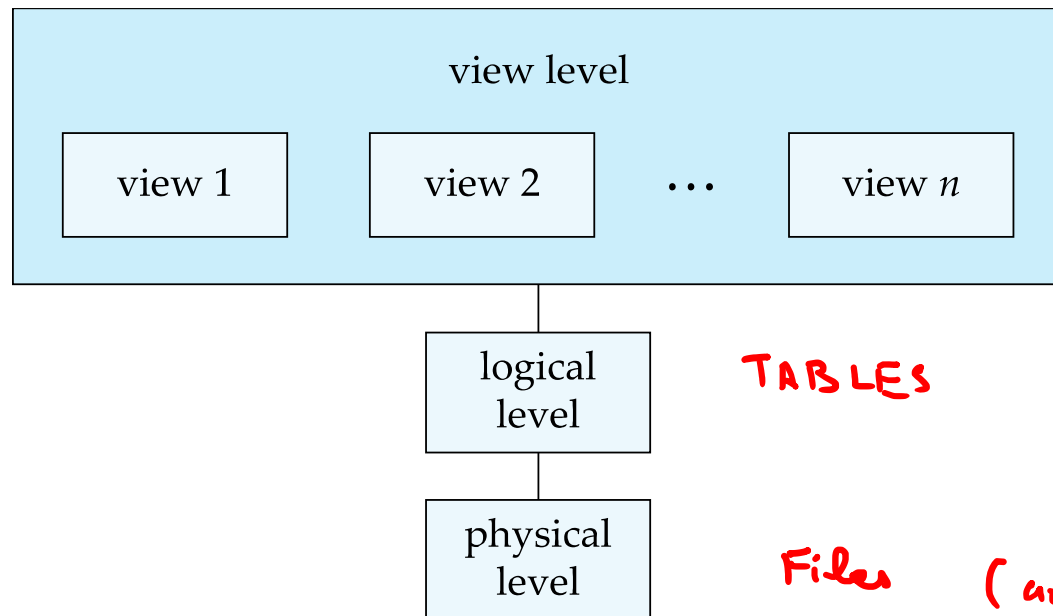 view level
view 1 view 2 ... view n
logical
level
TABLES
physical
level
Files (